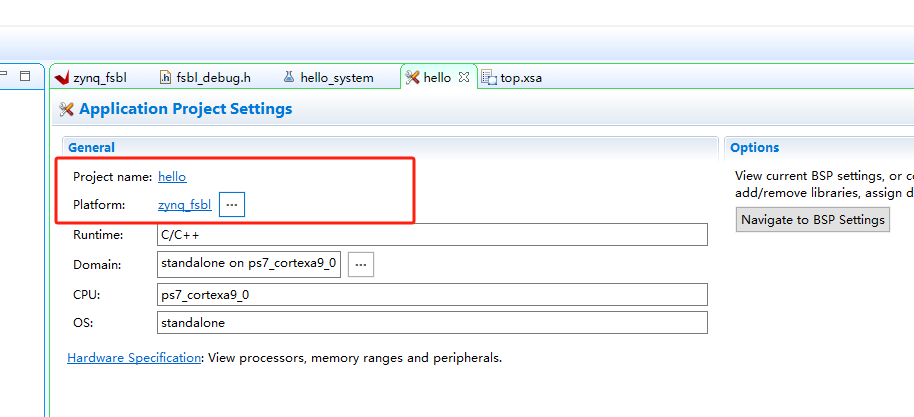 zynq_fsbl fsbl_debug.h hello_system hello top.xsa
Application Project Settings
General
Options
Project name: hello
Platform: zynq_fsbl ...
Runtime: C/C++
Domain: standalone on ps7_cortexa9_0 ...
CPU: ps7_cortexa9_0
OS: standalone
Hardware Specification: View processors, memory ranges and peripherals.
View current BSP settings, or c
add/remove libraries, assign d
Navigate to BSP Settings